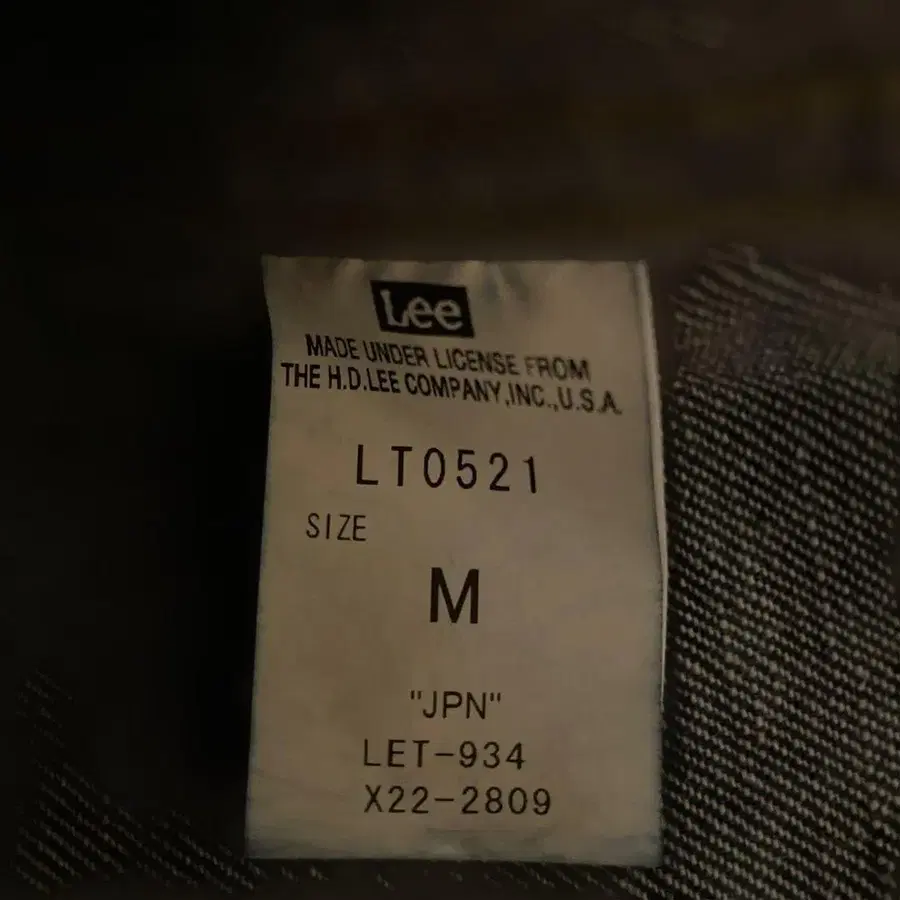 Lee
MADE UNDER LICENSE FROM
THE H.D.LEE COMPANY,INC.,U.S.A.
LT0521
SIZE
M
"JPN"
LET-934
X22-2809